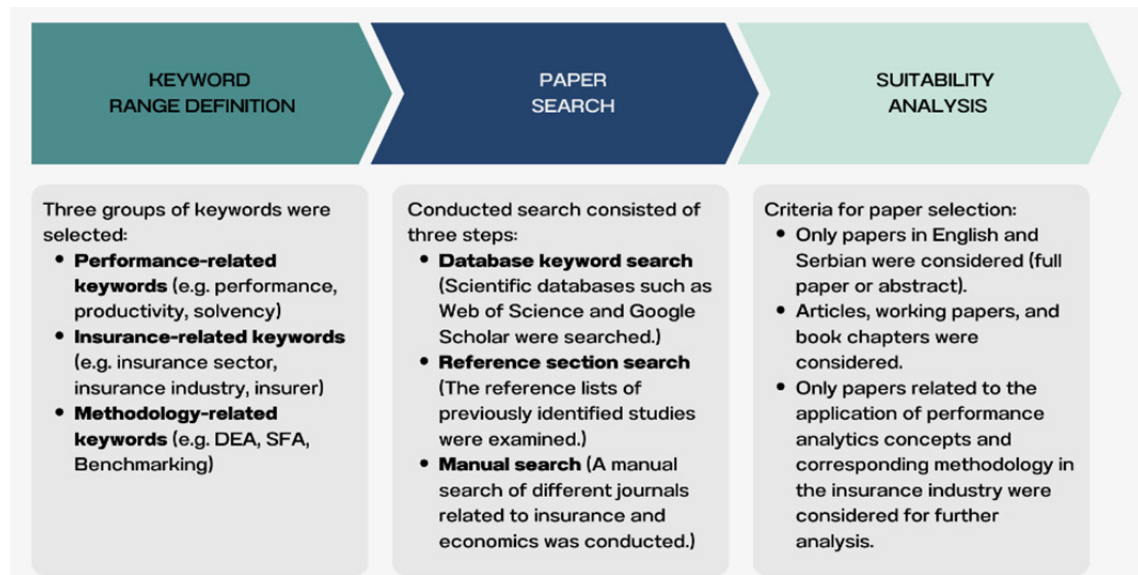 KEYWORD
RANGE DEFINITION
PAPER
SEARCH
SUITABILITY
ANALYSIS
Three groups of keywords were
selected:
• Performance-related
keywords (e.g. performance,
productivity, solvency)
• Insurance-related keywords
(e.g. insurance sector,
insurance industry, insurer)
• Methodology-related
keywords (e.g. DEA, SFA,
Benchmarking)
Conducted search consisted of
three steps:
• Database keyword search
(Scientific databases such as
Web of Science and Google
Scholar were searched.)
• Reference section search
(The reference lists of
previously identified studies
were examined.)
• Manual search (A manual
search of different journals
related to insurance and
economics was conducted.)
Criteria for paper selection:
• Only papers in English and
Serbian were considered (full
paper or abstract).
• Articles, working papers, and
book chapters were
considered.
• Only papers related to the
application of performance
analytics concepts and
corresponding methodology in
the insurance industry were
considered for further
analysis.